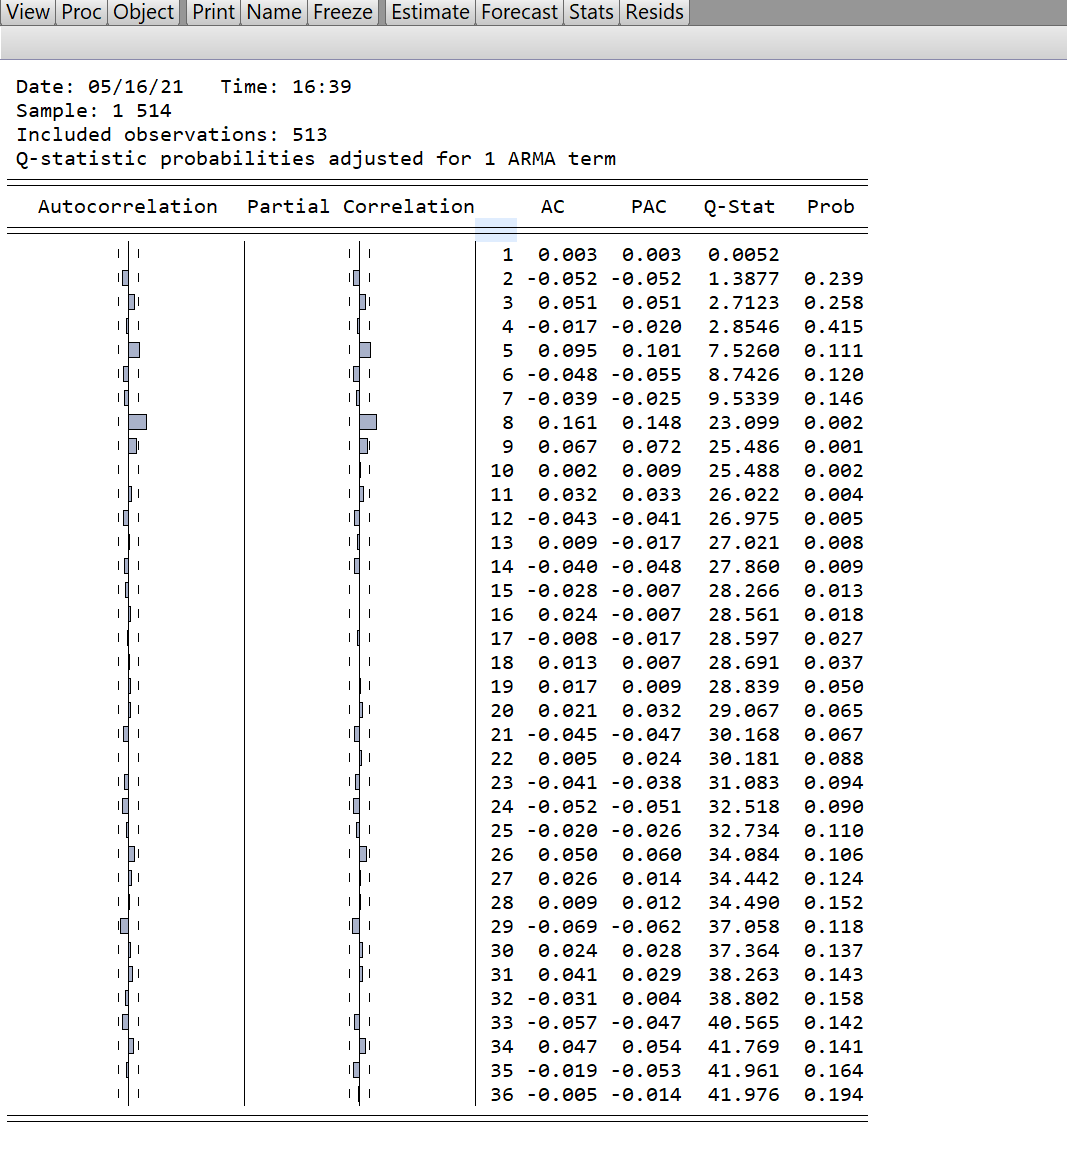 View Proc Object Print Name Freeze Estimate Forecast Stats Resids
Date: 05/16/21 Time: 16:39
Sample: 1 514
Included observations: 513
Q-statistic probabilities adjusted for 1 ARMA term
Autocorrelation Partial Correlation AC PAC Q-Stat Prob
1 0.003 0.003 0.0052
2 -0.052 -0.052 1.3877 0.239
3 0.051 0.051 2.7123 0.258
4 -0.017 -0.020 2.8546 0.415
5 0.095 0.101 7.5260 0.111
6 -0.048 -0.055 8.7426 0.120
7 -0.039 -0.025 9.5339 0.146
8 0.161 0.148 23.099 0.002
9 0.067 0.072 25.486 0.001
10 0.002 0.009 25.488 0.002
11 0.032 0.033 26.022 0.004
12 -0.043 -0.041 26.975 0.005
13 0.009 -0.017 27.021 0.008
14 -0.040 -0.048 27.860 0.009
15 -0.028 -0.007 28.266 0.013
16 0.024 -0.007 28.561 0.018
17 -0.008 -0.017 28.597 0.027
18 0.013 0.007 28.691 0.037
19 0.017 0.009 28.839 0.050
20 0.021 0.032 29.067 0.065
21 -0.045 -0.047 30.168 0.067
22 0.005 0.024 30.181 0.088
23 -0.041 -0.038 31.083 0.094
24 -0.052 -0.051 32.518 0.090
25 -0.020 -0.026 32.734 0.110
26 0.050 0.060 34.084 0.106
27 0.026 0.014 34.442 0.124
28 0.009 0.012 34.490 0.152
29 -0.069 -0.062 37.058 0.118
30 0.024 0.028 37.364 0.137
31 0.041 0.029 38.263 0.143
32 -0.031 0.004 38.802 0.158
33 -0.057 -0.047 40.565 0.142
34 0.047 0.054 41.769 0.141
35 -0.019 -0.053 41.961 0.164
36 -0.005 -0.014 41.976 0.194